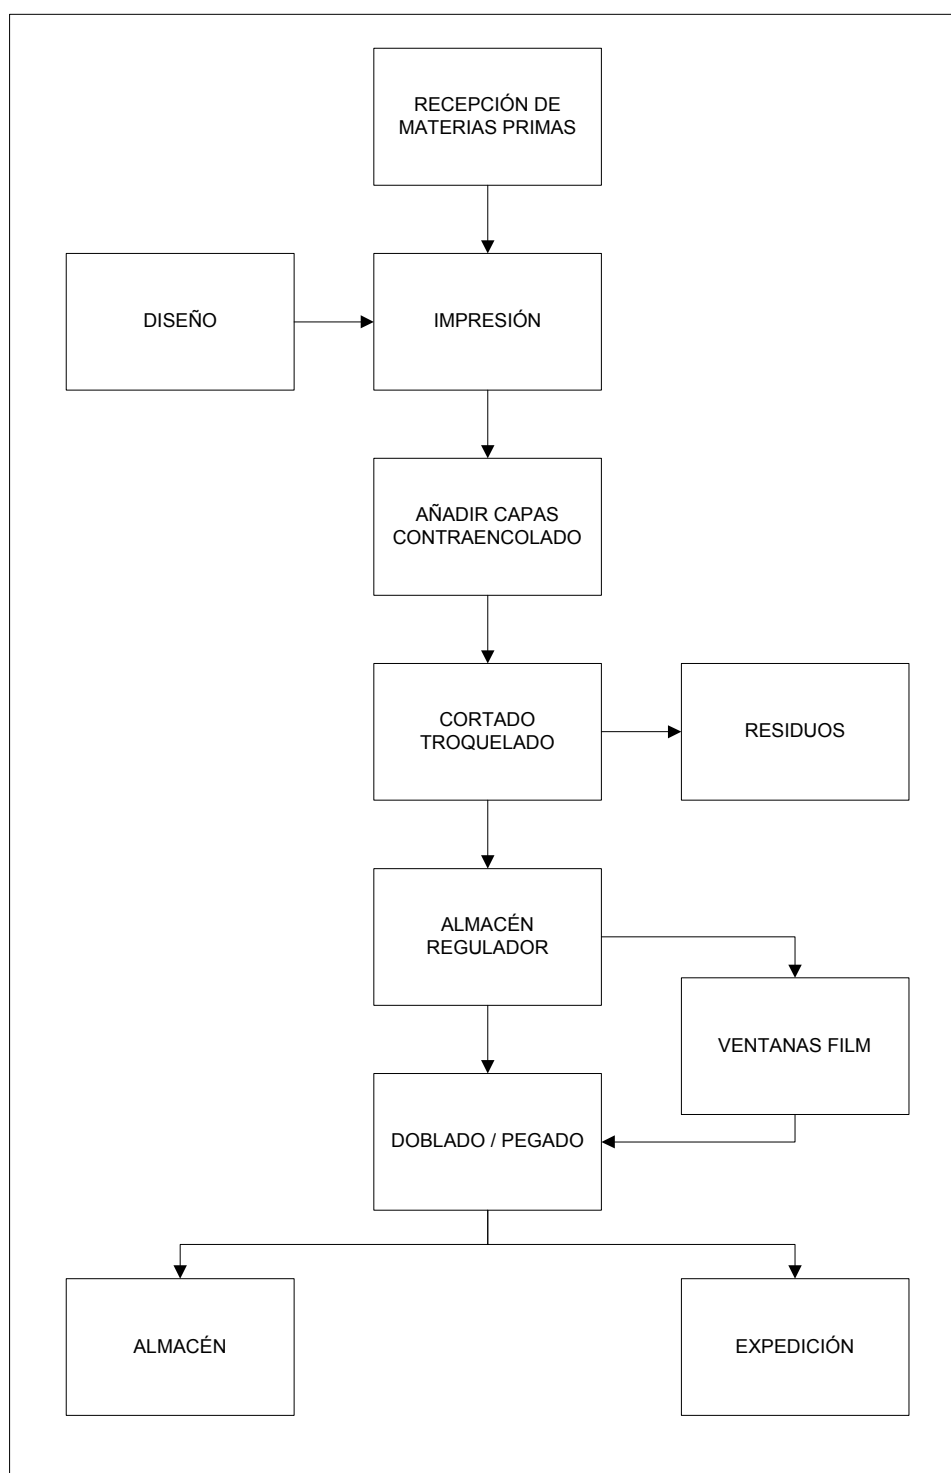 RECEPCIÓN DE
MATERIAS PRIMAS
DISEÑO
IMPRESIÓN
AÑADIR CAPAS
CONTRAENCOLADO
CORTADO
TROQUELADO
RESIDUOS
ALMACÉN
REGULADOR
VENTANAS FILM
DOBLADO / PEGADO
ALMACÉN
EXPEDICIÓN